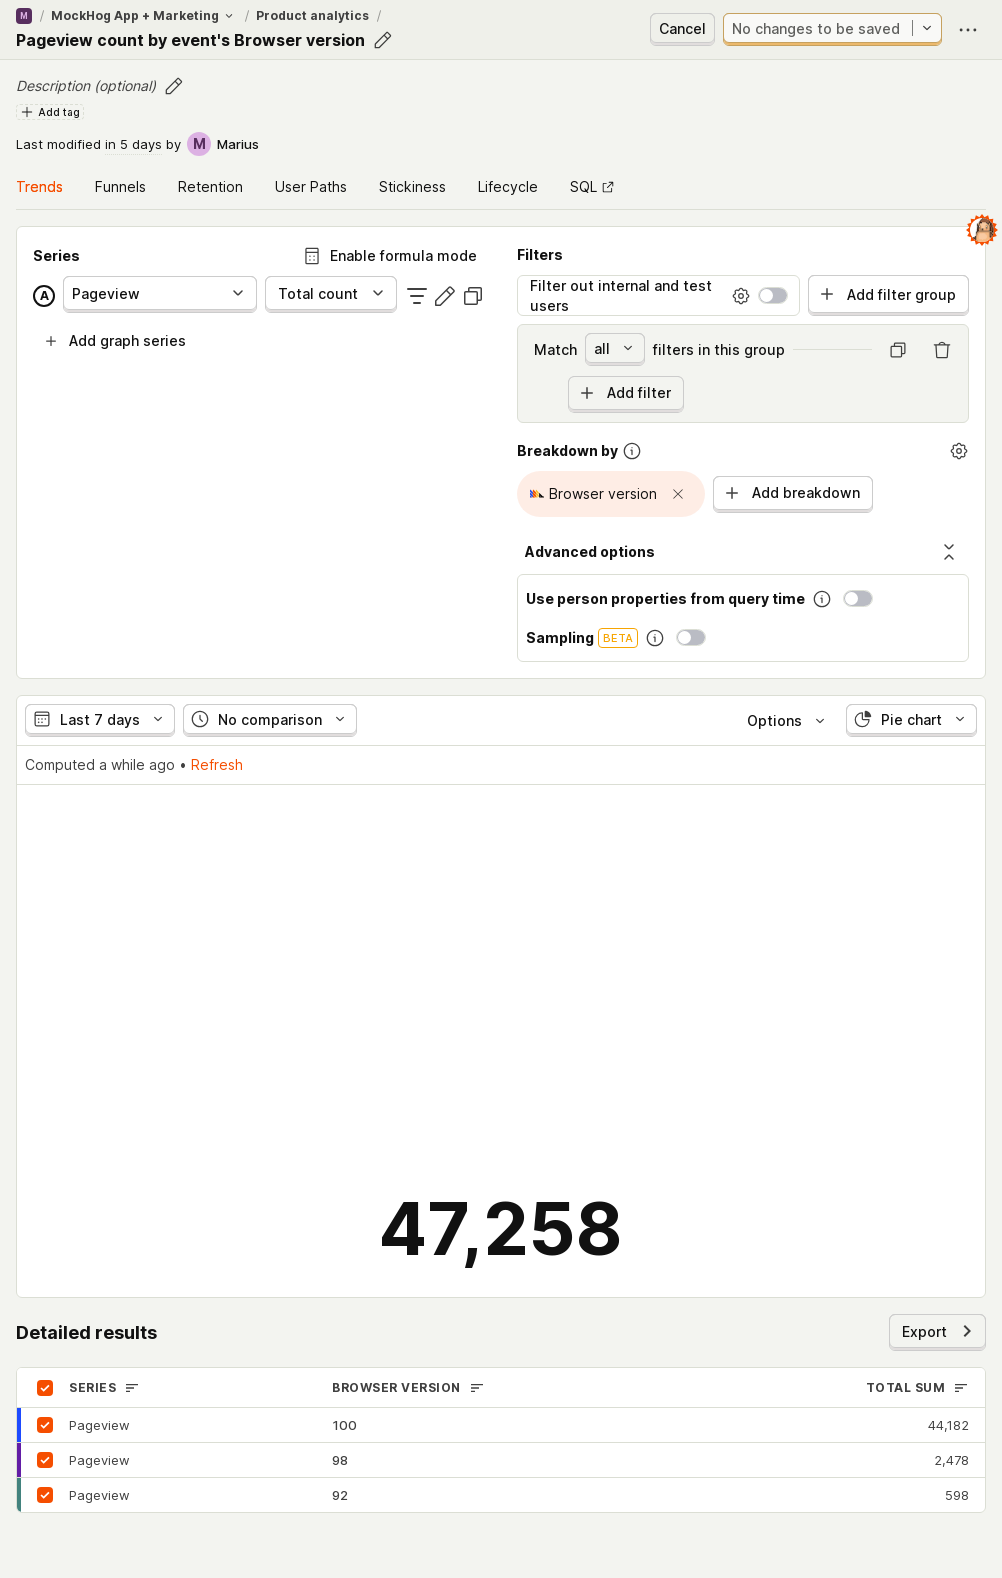 M / MockHog App + Marketing / Product analytics /
Pageview count by event's Browser version
Cancel
No changes to be saved
Description (optional)
Add tag
Last modified in 5 days by M Marius
Trends Funnels Retention User Paths Stickiness Lifecycle SQL
Series
Enable formula mode
A Pageview Total count
Add graph series
Filters
Filter out internal and test
users
Add filter group
Match all filters in this group
Add filter
Breakdown by
Browser version
Add breakdown
Advanced options
Use person properties from query time
Sampling BETA
Last 7 days No comparison Options Pie chart
Computed a while ago • Refresh
47,258
Detailed results
Export
SERIES BROWSER VERSION TOTAL SUM
Pageview 100 44,182
Pageview 98 2,478
Pageview 92 598